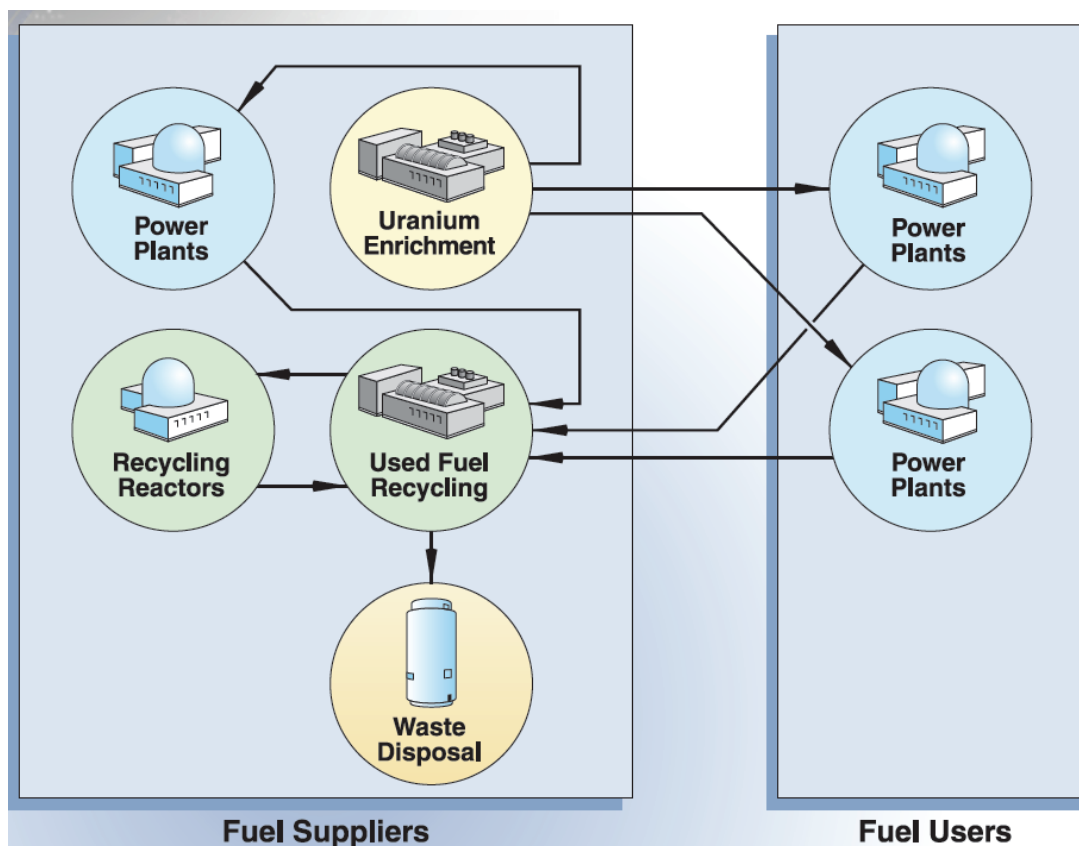 Power
Plants
Uranium
Enrichment
Power
Plants
Recycling
Reactors
Used Fuel
Recycling
Power
Plants
Waste
Disposal
Fuel Suppliers
Fuel Users